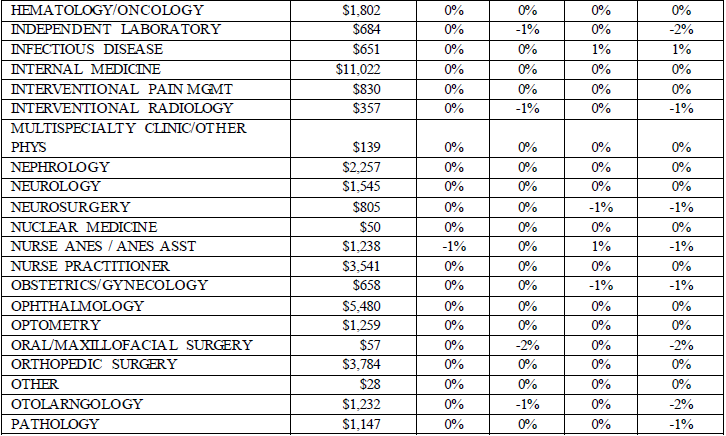 HEMATOLOGY/ONCOLOGY $1,802 0% 0% 0% 0%
INDEPENDENT LABORATORY $684 0% -1% 0% -2%
INFECTIOUS DISEASE $651 0% 0% 1% 1%
INTERNAL MEDICINE $11,022 0% 0% 0% 0%
INTERVENTIONAL PAIN MGMT $830 0% 0% 0% 0%
INTERVENTIONAL RADIOLOGY $357 0% -1% 0% -1%
MULTISPECIALTY CLINIC/OTHER
PHYS $139 0% 0% 0% 0%
NEPHROLOGY $2,257 0% 0% 0% 0%
NEUROLOGY $1,545 0% 0% 0% 0%
NEUROSURGERY $805 0% 0% -1% -1%
NUCLEAR MEDICINE $50 0% 0% 0% 0%
NURSE ANES / ANES ASST $1,238 -1% 0% 1% -1%
NURSE PRACTITIONER $3,541 0% 0% 0% 0%
OBSTETRICS/GYNECOLOGY $658 0% 0% -1% -1%
OPHTHALMOLOGY $5,480 0% 0% 0% 0%
OPTOMETRY $1,259 0% 0% 0% 0%
ORAL/MAXILLOFACIAL SURGERY $57 0% -2% 0% -2%
ORTHOPEDIC SURGERY $3,784 0% 0% 0% 0%
OTHER $28 0% 0% 0% 0%
OTOLARNGOLOGY $1,232 0% -1% 0% -2%
PATHOLOGY $1,147 0% 0% 0% -1%